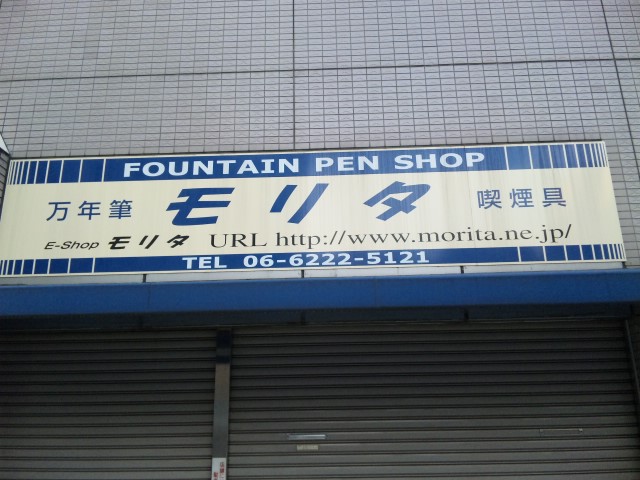 FOUNTAIN PEN SHOP
万年筆 モリタ 喫煙具
E-Shop モリタ URL http://www.morita.ne.jp/
TEL 06-6222-5121